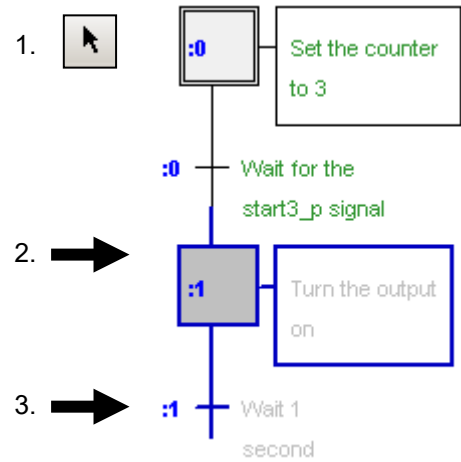 1.
:0
Set the counter
to 3
:0
Wait for the
start3_p signal
2.
:1
Turn the output
on
3.
:1
Wait 1
second